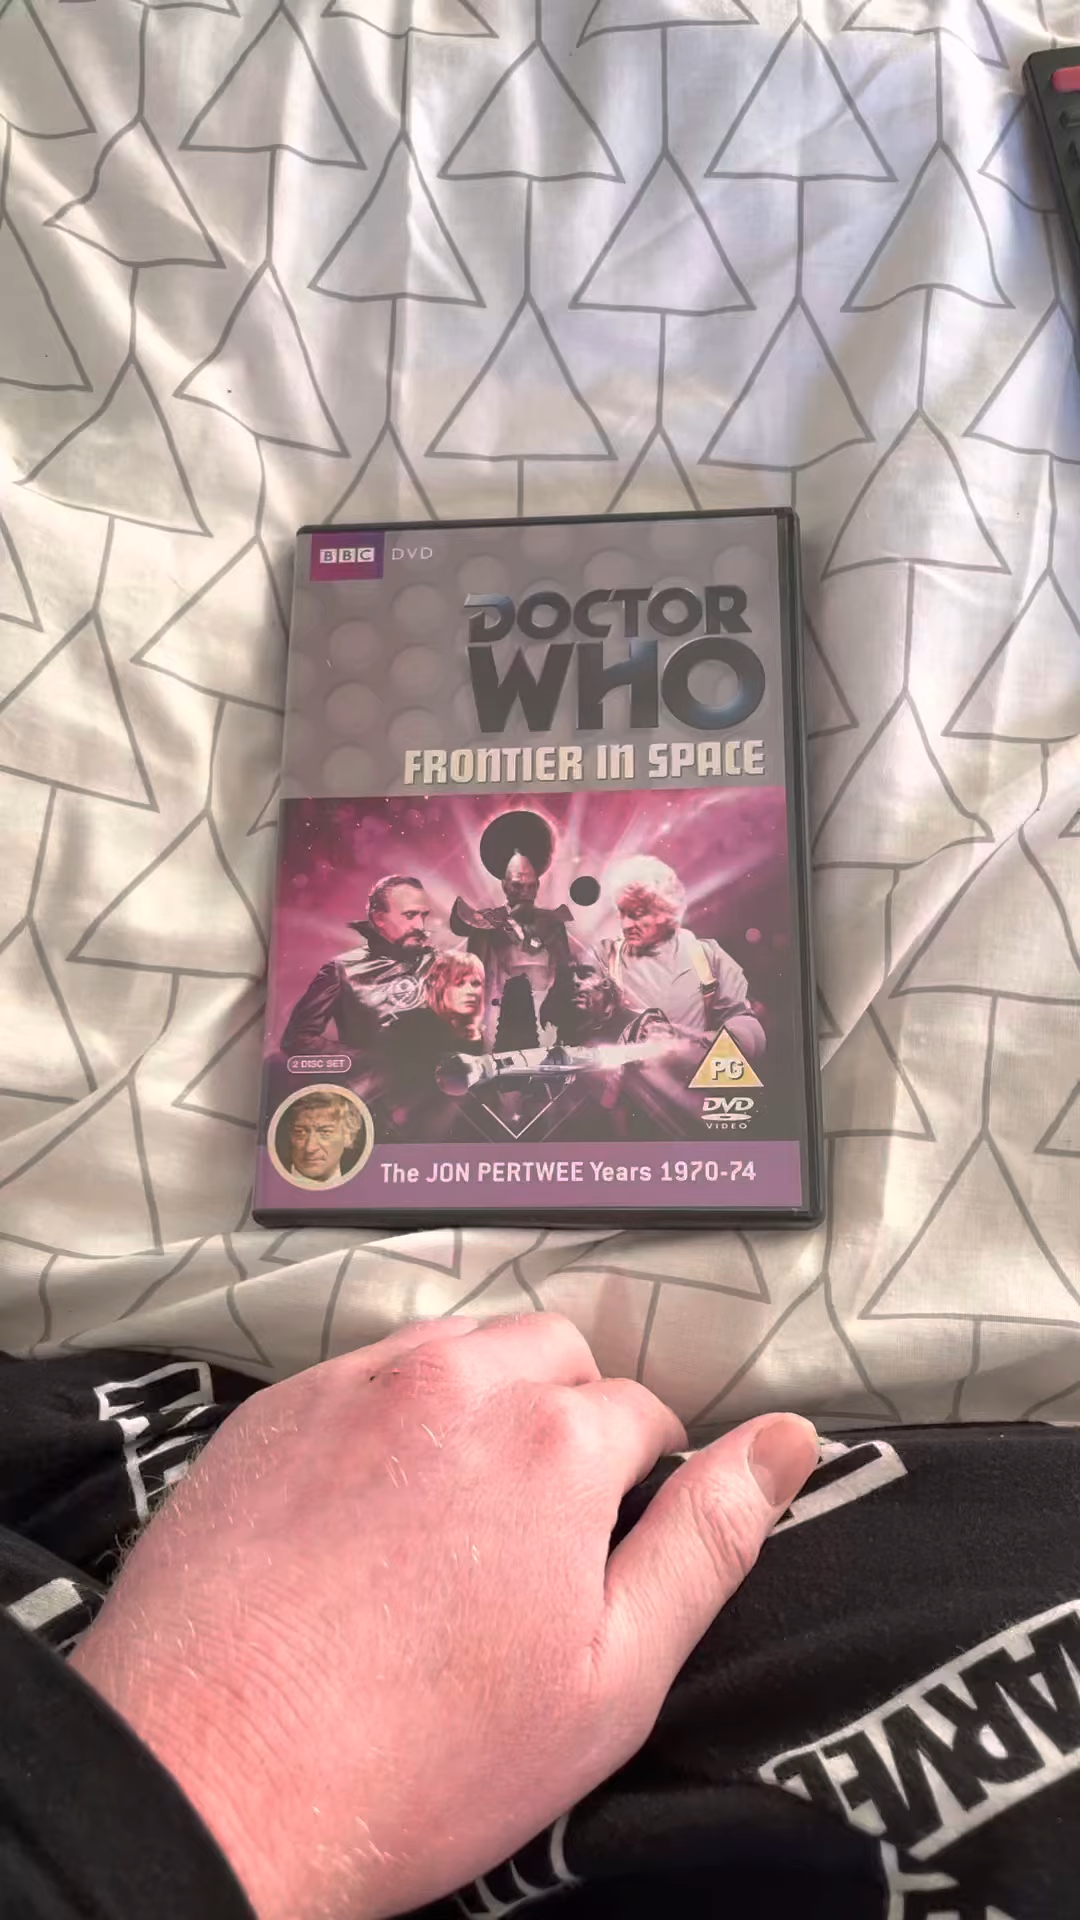 BBC DVD
DOCTOR
WHO
FRONTIER IN SPACE
2 DISC SET
PG
DVD
VIDEO
The JON PERTWEE Years 1970-74
MARVEL